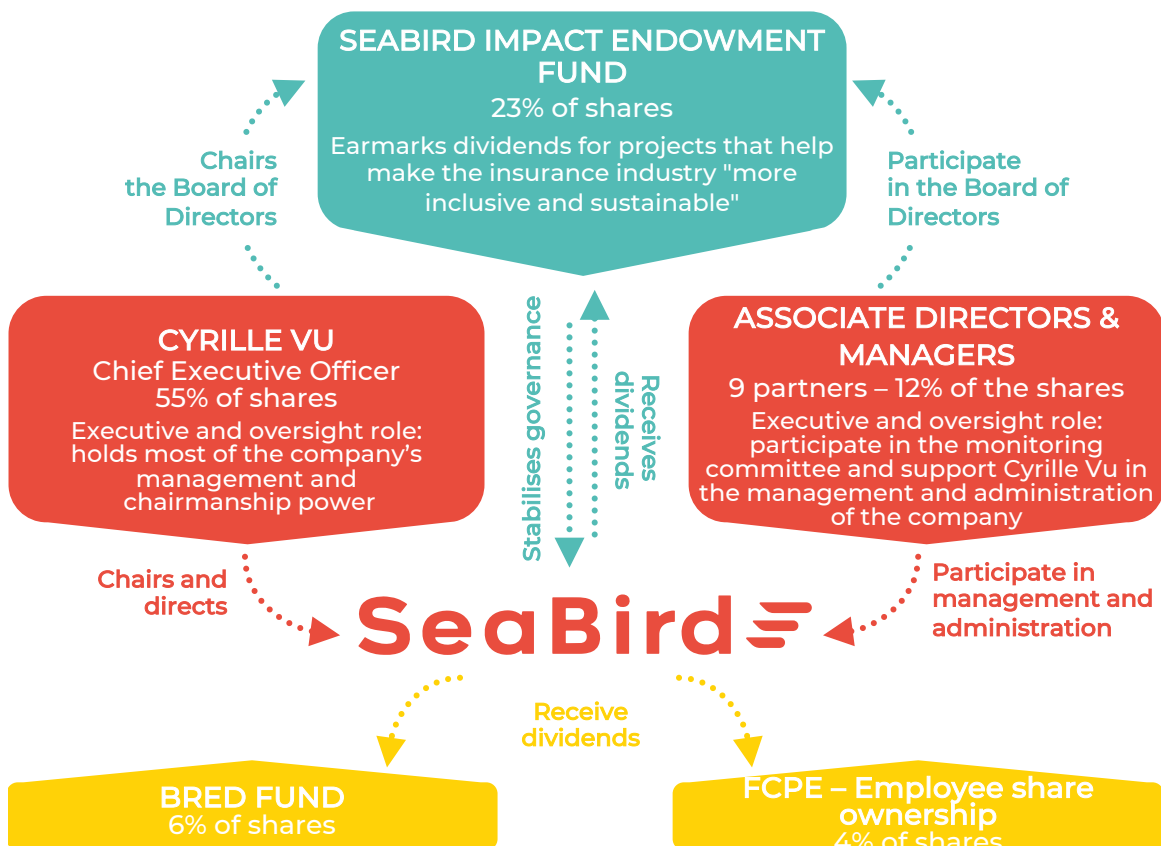 SEABIRD IMPACT ENDOWMENT
FUND
23% of shares
Earmarks dividends for projects that help
make the insurance industry "more
inclusive and sustainable"
Chairs
the Board of
Directors
Participate
in the Board of
Directors
CYRILLE VU
Chief Executive Officer
55% of shares
Executive and oversight role:
holds most of the company's
management and
chairmanship power
Stabilises governance
Receives
dividends
ASSOCIATE DIRECTORS &
MANAGERS
9 partners – 12% of the shares
Executive and oversight role:
participate in the monitoring
committee and support Cyrille Vu in
the management and administration
of the company
Chairs and
directs
SeaBird
Participate in
management and
administration
Receive
dividends
BRED FUND
6% of shares
FCPE – Employee share
ownership
4% of shares